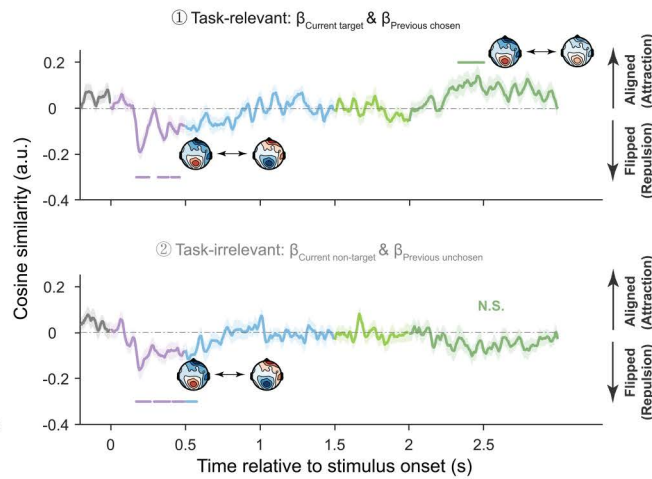 ① Task-relevant: βCurrent target & βPrevious chosen
0.2
0
-0.2
-0.4
Aligned (Attraction)
Flipped (Repulsion)
Cosine similarity (a.u.)
② Task-irrelevant: βCurrent non-target & βPrevious unchosen
0.2
0
-0.2
-0.4
N.S.
Aligned (Attraction)
Flipped (Repulsion)
0 0.5 1 1.5 2 2.5
Time relative to stimulus onset (s)